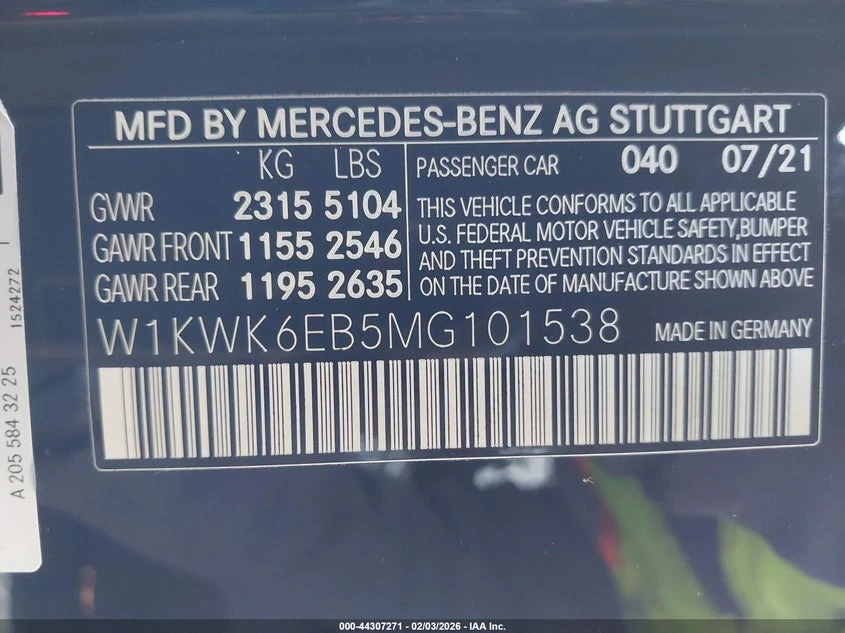 MFD BY MERCEDES-BENZ AG STUTTGART
KG LBS
GVWR 2315 5104
GAWR FRONT 1155 2546
GAWR REAR 1195 2635
PASSENGER CAR 040 07/21
THIS VEHICLE CONFORMS TO ALL APPLICABLE
U.S. FEDERAL MOTOR VEHICLE SAFETY,BUMPER
AND THEFT PREVENTION STANDARDS IN EFFECT
ON THE DATE OF MANUFACTURE SHOWN ABOVE
W1KWK6EB5MG101538 MADE IN GERMANY
A 205 584 32 25
1524272
000-44307271 - 02/03/2026 - IAA Inc.